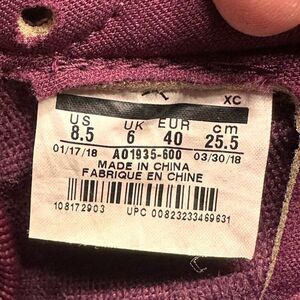 XC
US UK EUR cm
8.5 6 40 25.5
01/17/18 AO1935-600 03/30/18
MADE IN CHINA
FABRIQUE EN CHINE
108172903 UPC 00823233469631